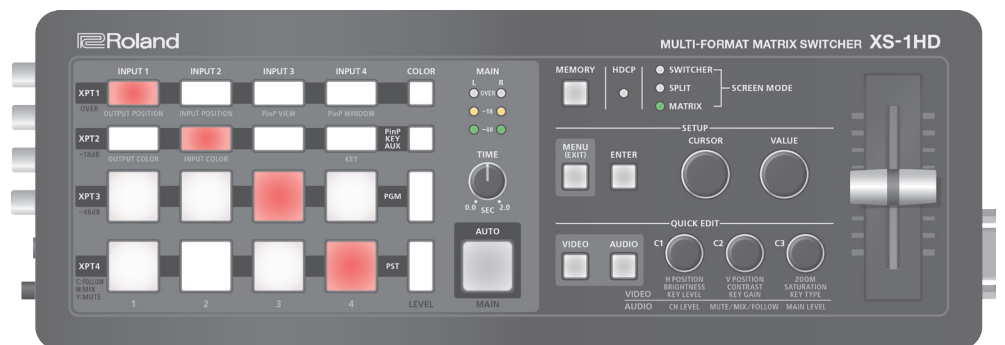 Roland
MULTI-FORMAT MATRIX SWITCHER XS-1HD
INPUT 1 INPUT 2 INPUT 3 INPUT 4 COLOR
XPT1
OVER
OUTPUT POSITION INPUT POSITION PinP VIEW PinP WINDOW
XPT2
-18dB
OUTPUT COLOR INPUT COLOR KEY
PinP
KEY
AUX
XPT3
-48dB
PGM
XPT4
C:FOLLOW
M:MIX
Y:MUTE
PST
1 2 3 4 LEVEL
MAIN
L R
OVER
-18
-48
TIME
0.0 SEC 2.0
AUTO
MAIN
MEMORY
HDCP
SWITCHER
SPLIT
MATRIX
SCREEN MODE
SETUP
MENU
(EXIT)
ENTER
CURSOR
VALUE
QUICK EDIT
VIDEO AUDIO
C1 C2 C3
H POSITION V POSITION ZOOM
BRIGHTNESS CONTRAST SATURATION
VIDEO KEY LEVEL KEY GAIN KEY TYPE
AUDIO CH LEVEL MUTE/MIX/FOLLOW MAIN LEVEL